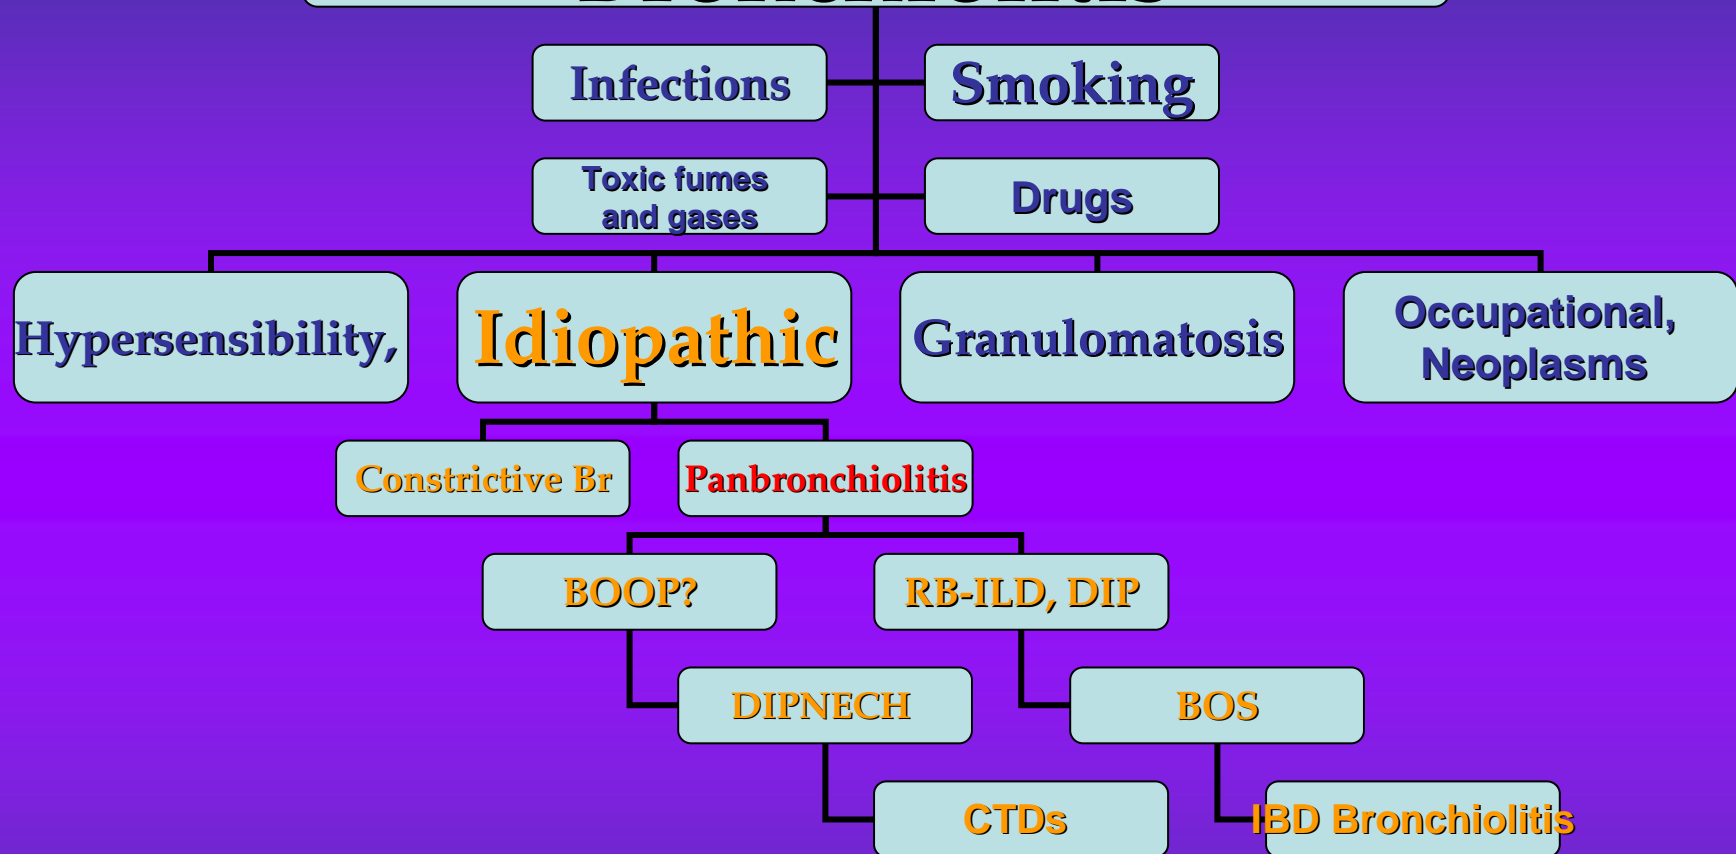 Infections
Smoking
Toxic fumes
and gases
Drugs
Hypersensibility,
Idiopathic
Granulomatosis
Occupational,
Neoplasms
Constrictive Br
Panbronchiolitis
BOOP?
RB-ILD, DIP
DIPNECH
BOS
CTDs
IBD Bronchiolitis